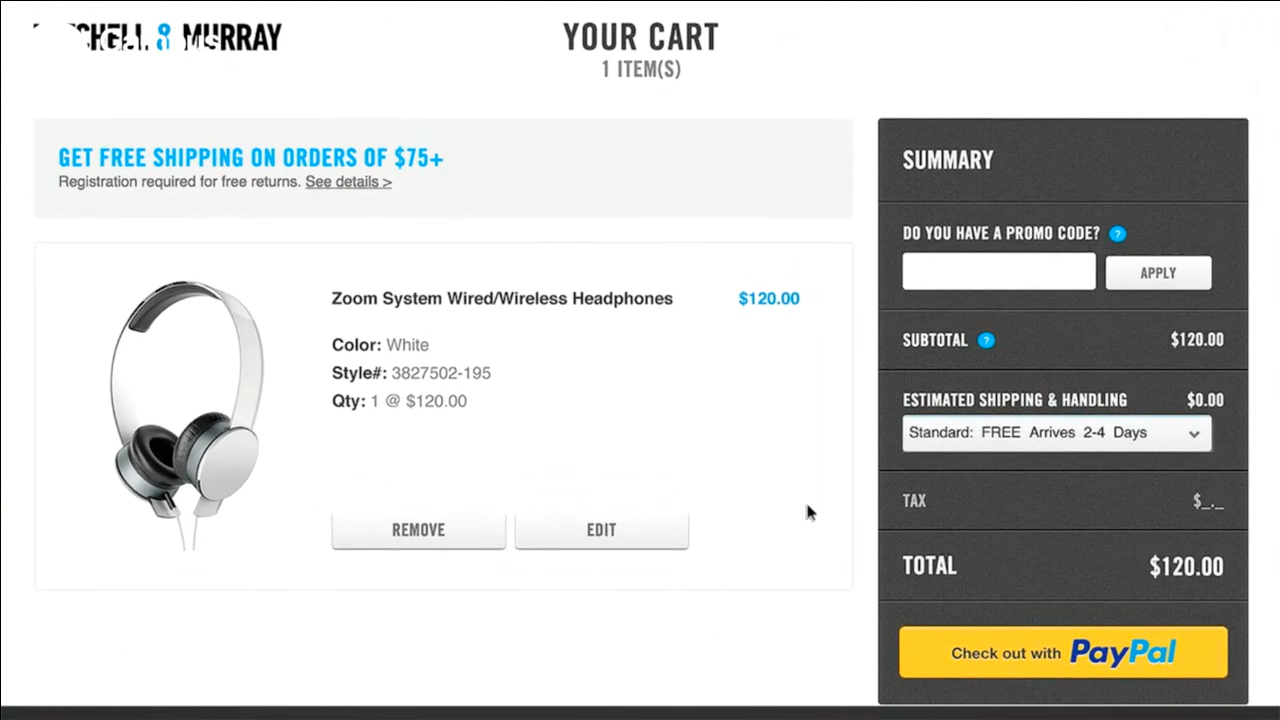 & MURRAY
YOUR CART
1 ITEM(S)
GET FREE SHIPPING ON ORDERS OF $75+
Registration required for free returns. See details >
Zoom System Wired/Wireless Headphones $120.00
Color: White
Style#: 3827502-195
Qty: 1 @ $120.00
REMOVE EDIT
SUMMARY
DO YOU HAVE A PROMO CODE? ?
APPLY
SUBTOTAL ? $120.00
ESTIMATED SHIPPING & HANDLING $0.00
Standard: FREE Arrives 2-4 Days
TAX $_._
TOTAL $120.00
Check out with PayPal